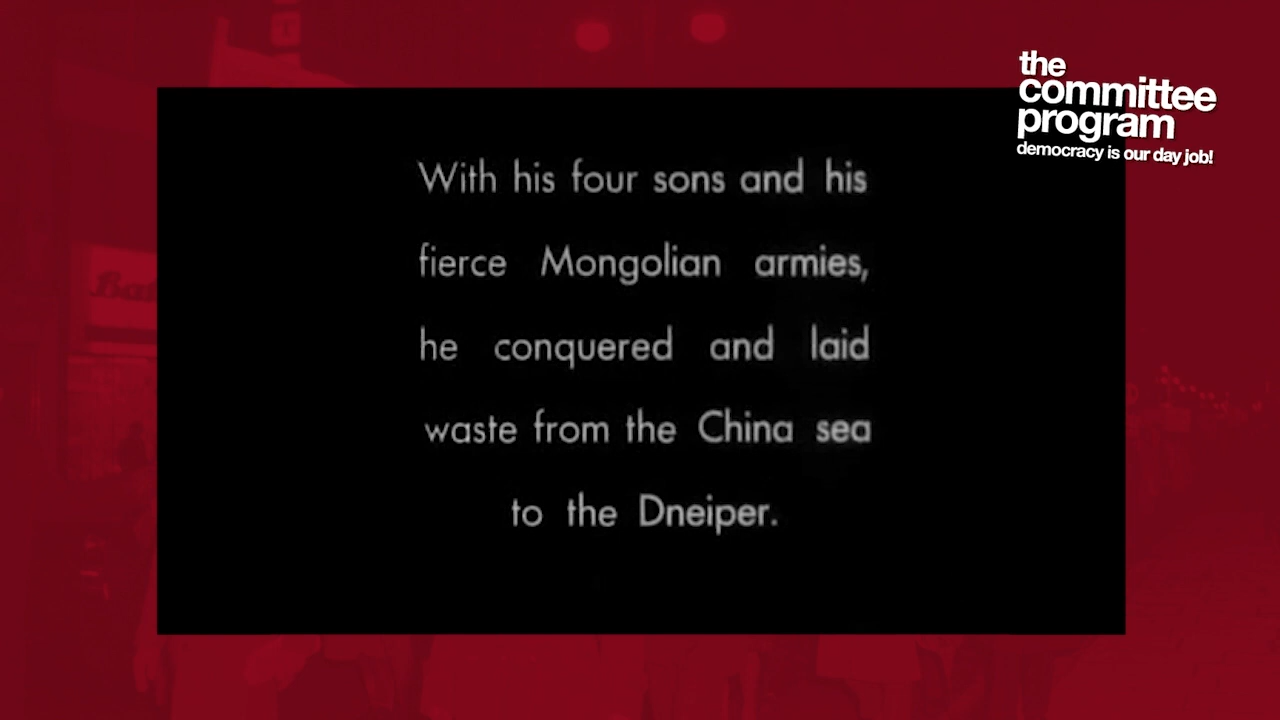 the
committee
program
democracy is our day job!
With his four sons and his
fierce Mongolian armies,
he conquered and laid
waste from the China sea
to the Dneiper.